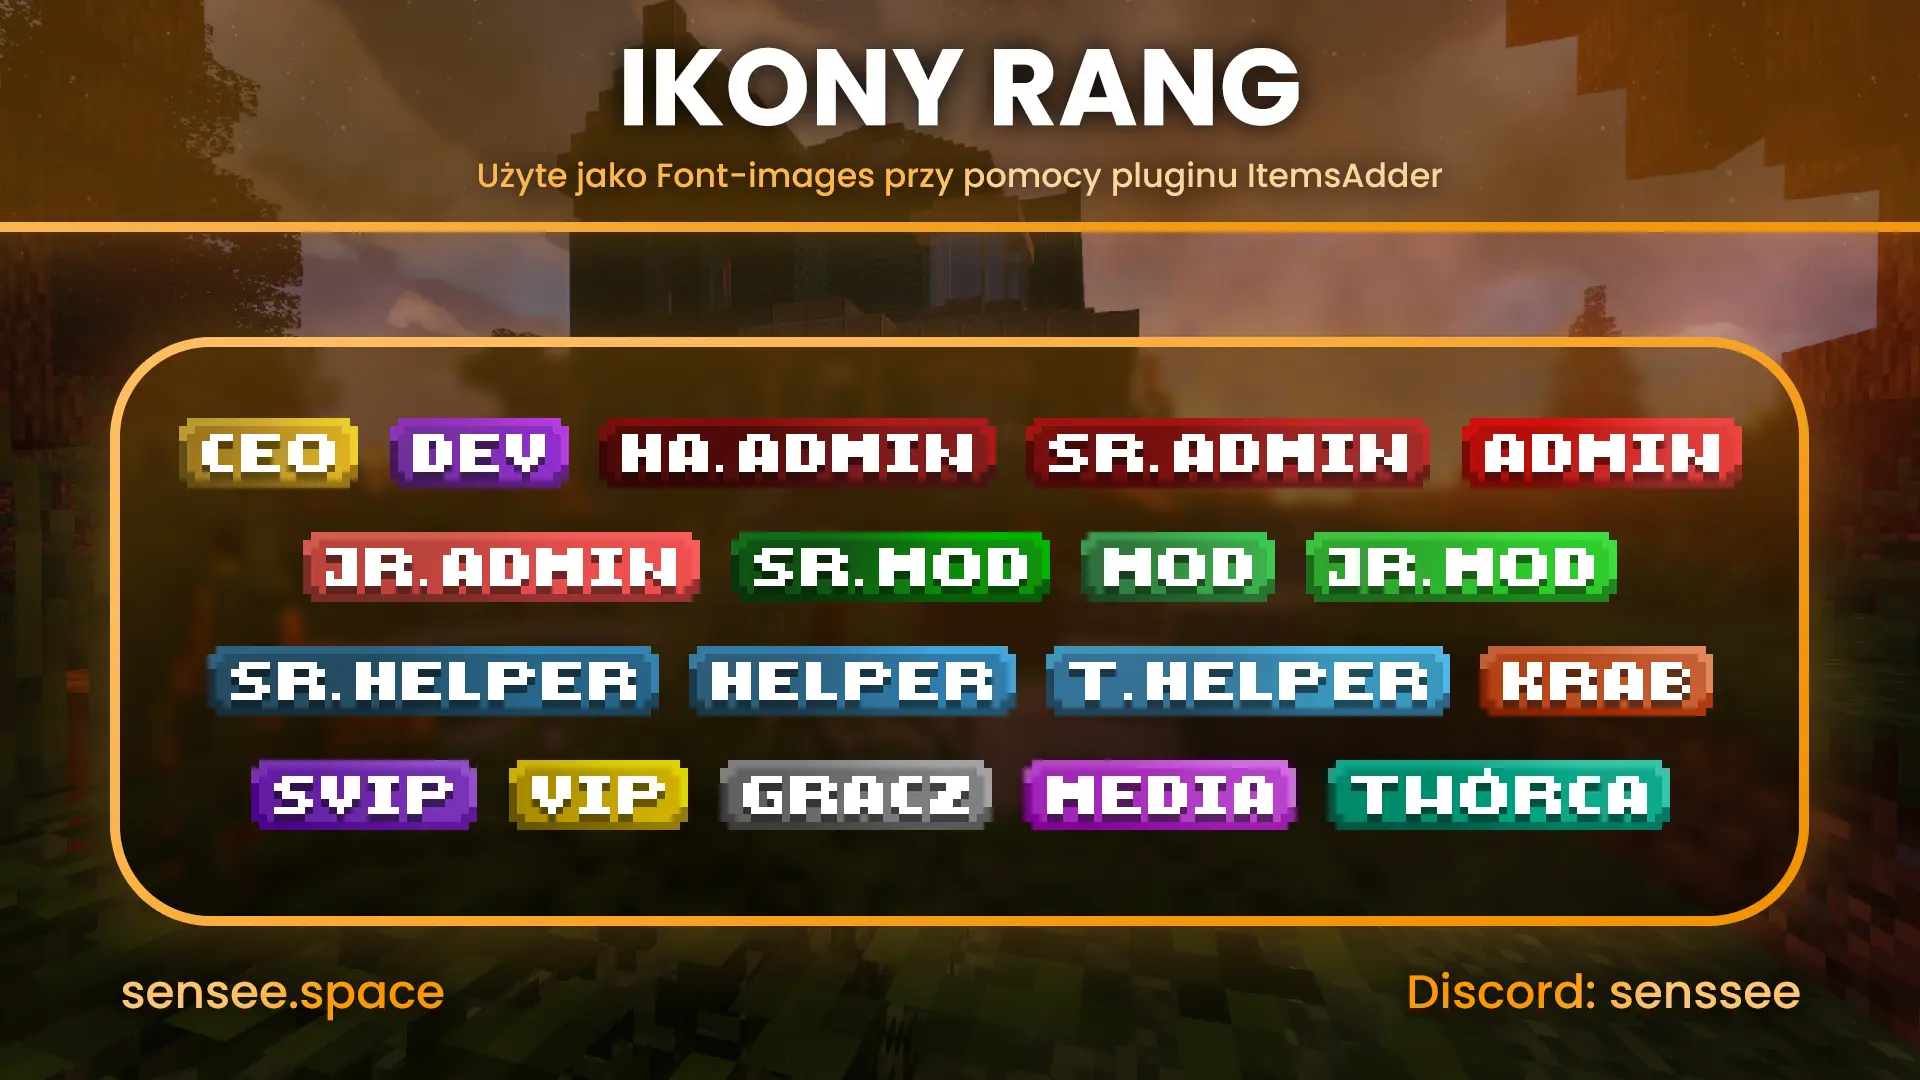 IKONY RANG
Użyte jako Font-images przy pomocy pluginu ItemsAdder
CEO DEV HA.ADMIN SR.ADMIN ADMIN
JR.ADMIN SR.MOD MOD JR.MOD
SR.HELPER HELPER T.HELPER KRAB
SVIP VIP GRACZ MEDIA TWÓRCA
sensee.space Discord: senssee